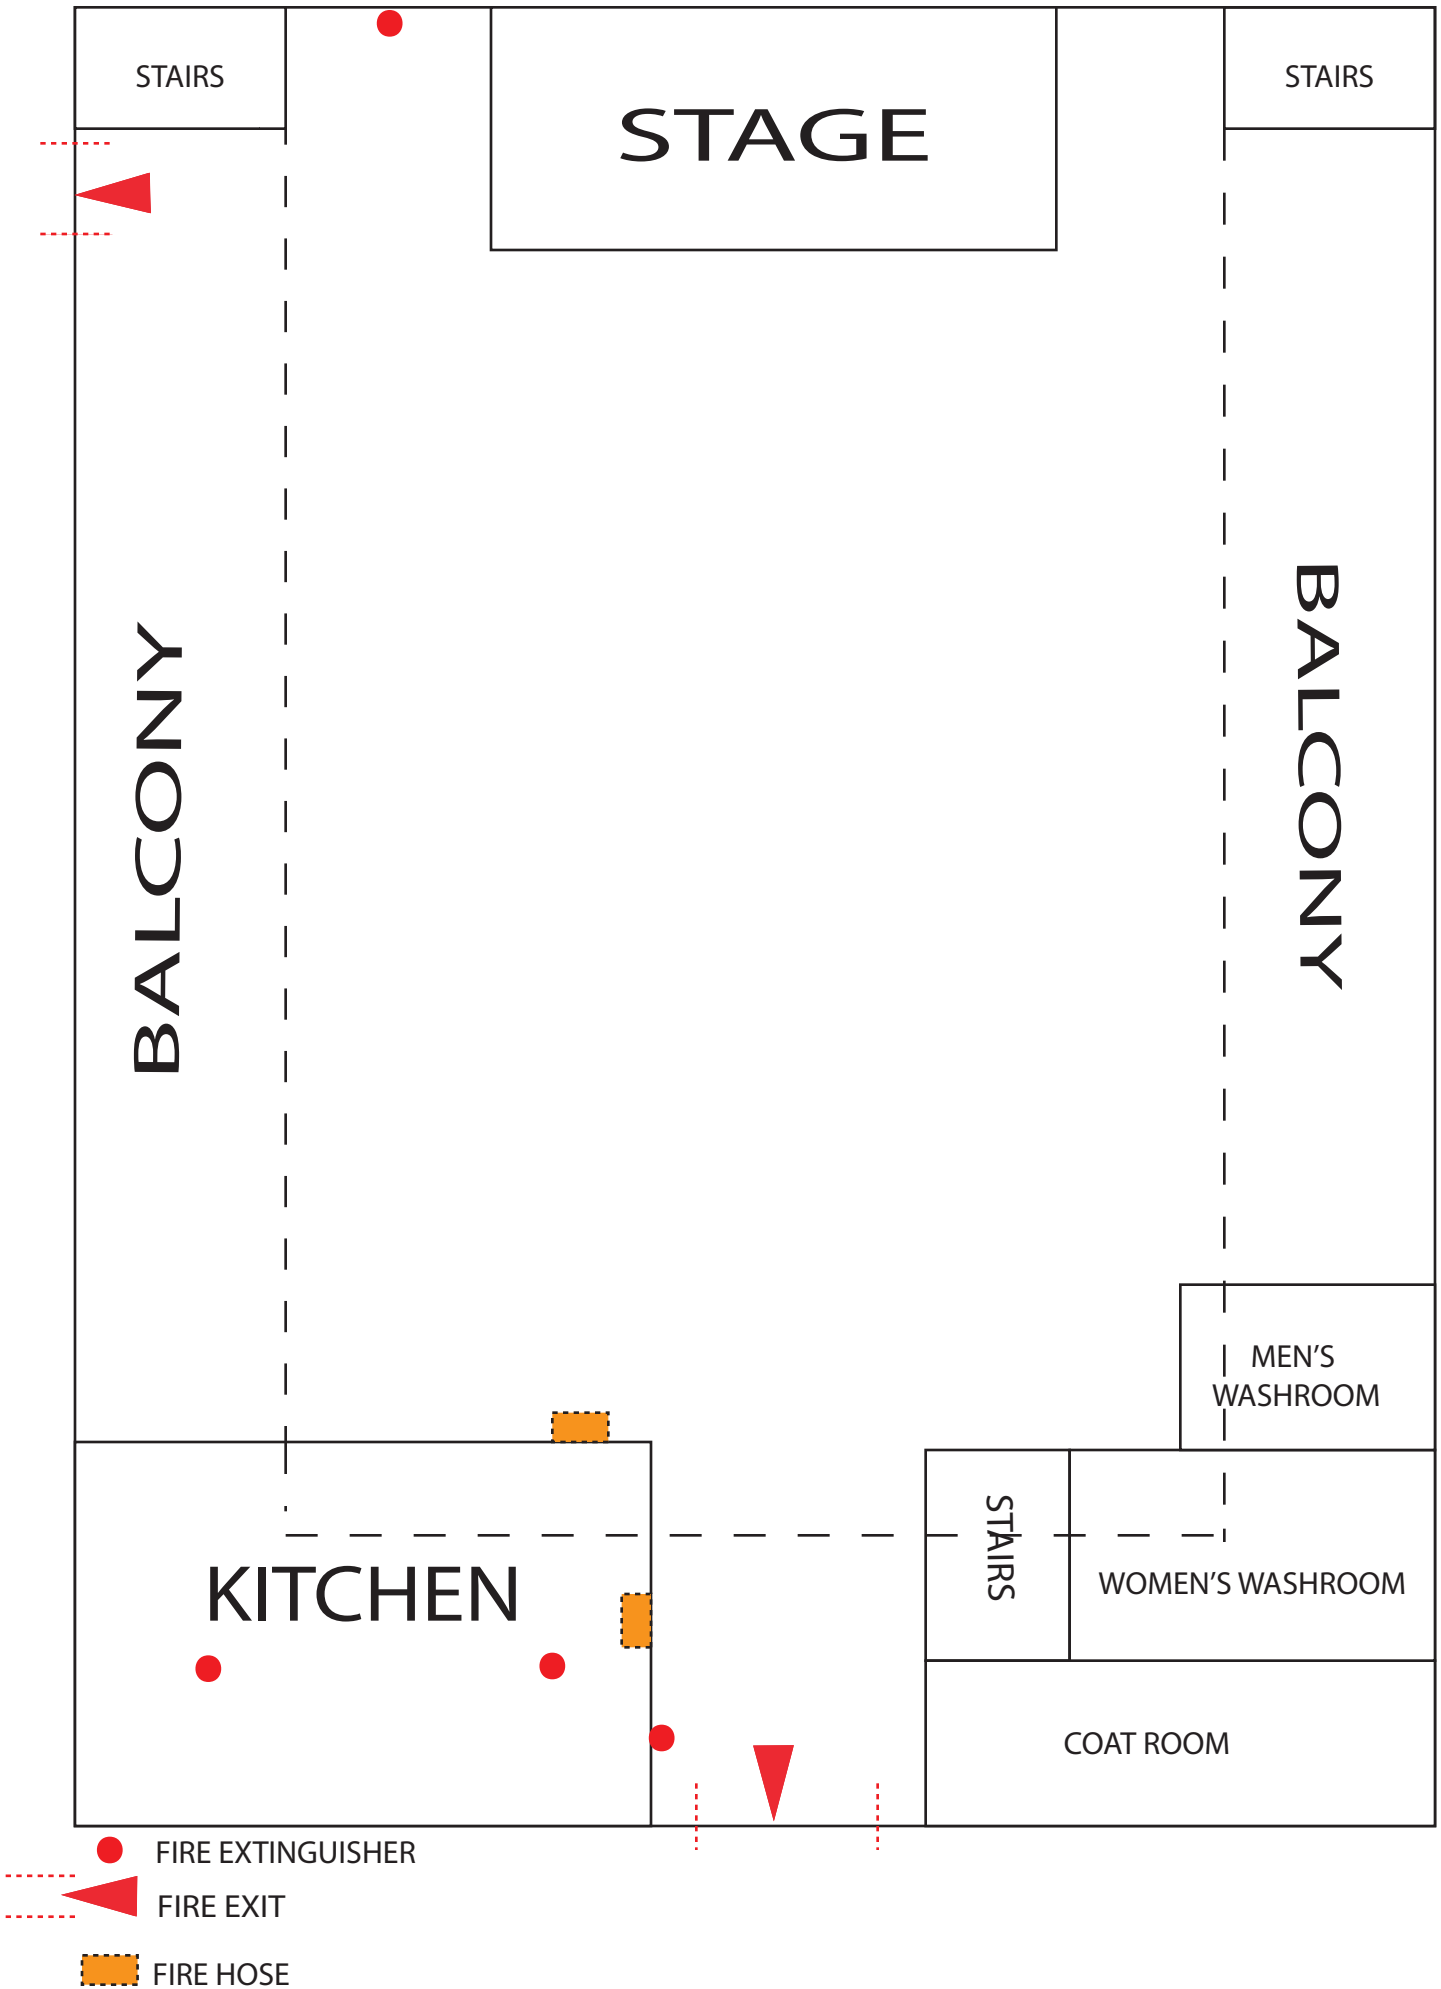 STAIRS
STAIRS
STAGE
BALCONY
BALCONY
MEN'S
WASHROOM
STAIRS
KITCHEN
WOMEN'S WASHROOM
COAT ROOM
FIRE EXTINGUISHER
FIRE EXIT
FIRE HOSE